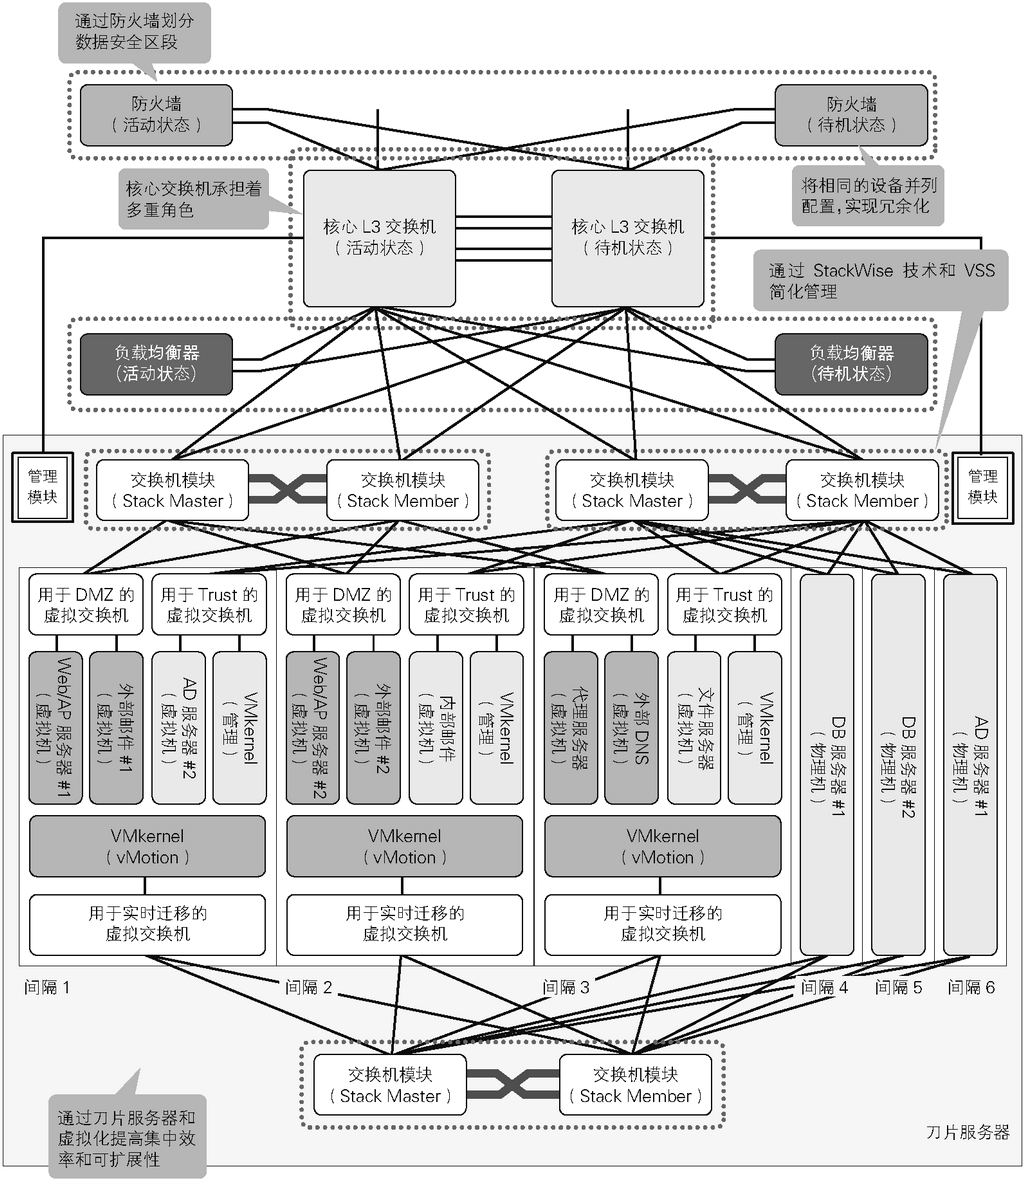 通过防火墙划分
数据安全区段
防火墙
（活动状态）
防火墙
（待机状态）
核心交换机承担着
多重角色
将相同的设备并列
配置，实现冗余化
核心 L3 交换机
（活动状态）
核心 L3 交换机
（待机状态）
通过 StackWise 技术和 VSS
简化管理
负载均衡器
（活动状态）
负载均衡器
（待机状态）
管理
模块
交换机模块
（Stack Master）
交换机模块
（Stack Member）
交换机模块
（Stack Master）
交换机模块
（Stack Member）
管理
模块
用于 DMZ 的
虚拟交换机
用于 Trust 的
虚拟交换机
用于 DMZ 的
虚拟交换机
用于 Trust 的
虚拟交换机
用于 DMZ 的
虚拟交换机
用于 Trust 的
虚拟交换机
Web/AP 服务器 #1
（虚拟机）
外部邮件 #1
（虚拟机）
AD 服务器 #2
（虚拟机）
VMkernel
（管理）
Web/AP 服务器 #2
（虚拟机）
外部邮件 #2
（虚拟机）
内部邮件
（虚拟机）
VMkernel
（管理）
代理服务器
（虚拟机）
外部 DNS
（虚拟机）
文件服务器
（虚拟机）
VMkernel
（管理）
DB 服务器 #1
（物理机）
DB 服务器 #2
（物理机）
AD 服务器 #1
（物理机）
VMkernel
（vMotion）
VMkernel
（vMotion）
VMkernel
（vMotion）
用于实时迁移的
虚拟交换机
用于实时迁移的
虚拟交换机
用于实时迁移的
虚拟交换机
间隔 1
间隔 2
间隔 3
间隔 4
间隔 5
间隔 6
交换机模块
（Stack Master）
交换机模块
（Stack Member）
通过刀片服务器和
虚拟化提高集中效
率和可扩展性
刀片服务器